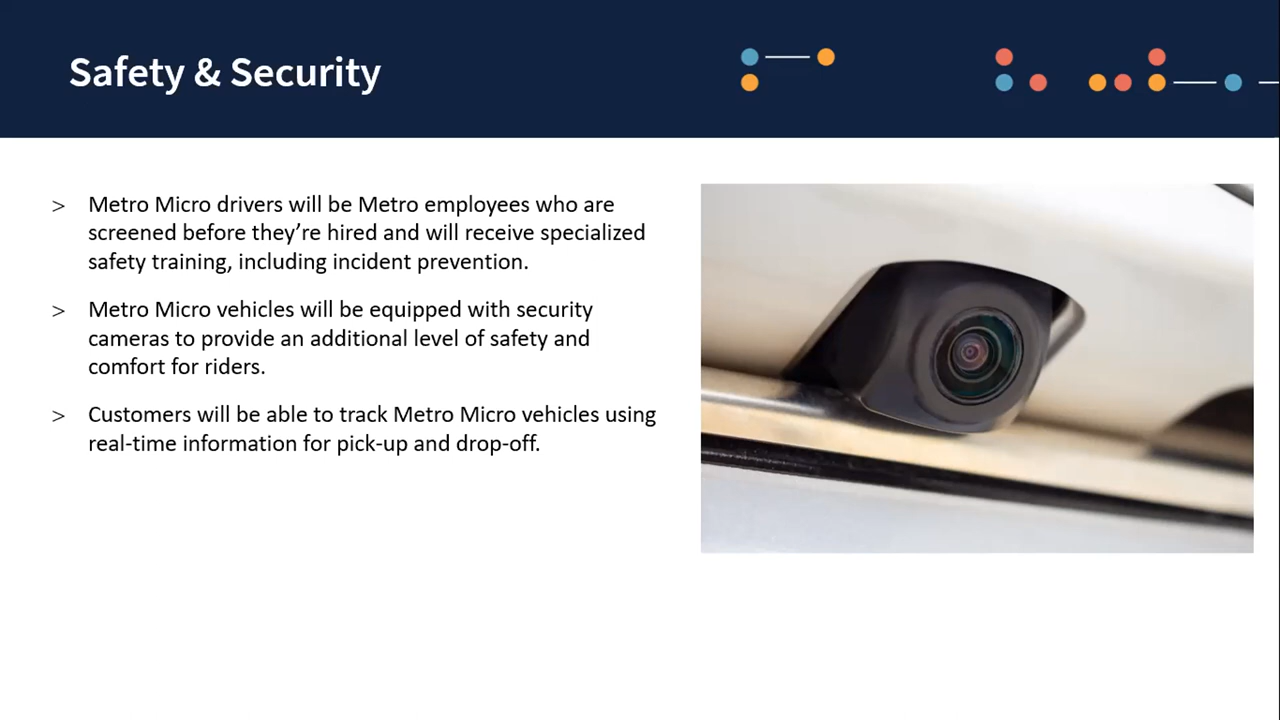 Safety & Security
> Metro Micro drivers will be Metro employees who are
screened before they’re hired and will receive specialized
safety training, including incident prevention.
> Metro Micro vehicles will be equipped with security
cameras to provide an additional level of safety and
comfort for riders.
> Customers will be able to track Metro Micro vehicles using
real-time information for pick-up and drop-off.